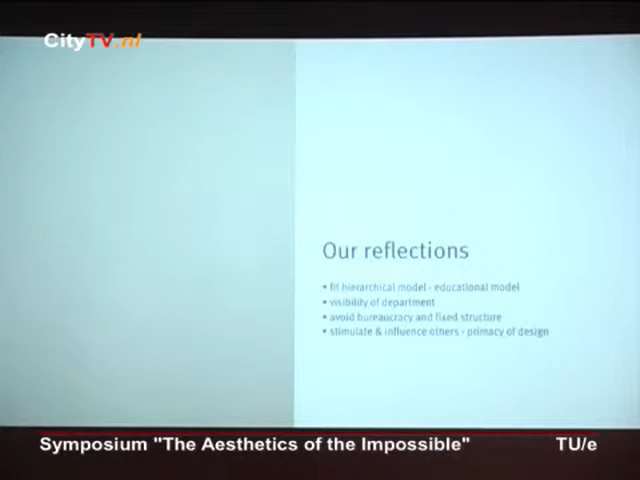 CityTV.nl
Our reflections
• fit hierarchical model - educational model
• visibility of department
• avoid bureaucracy and fixed structure
• stimulate & influence others - primacy of design
Symposium "The Aesthetics of the Impossible" TU/e